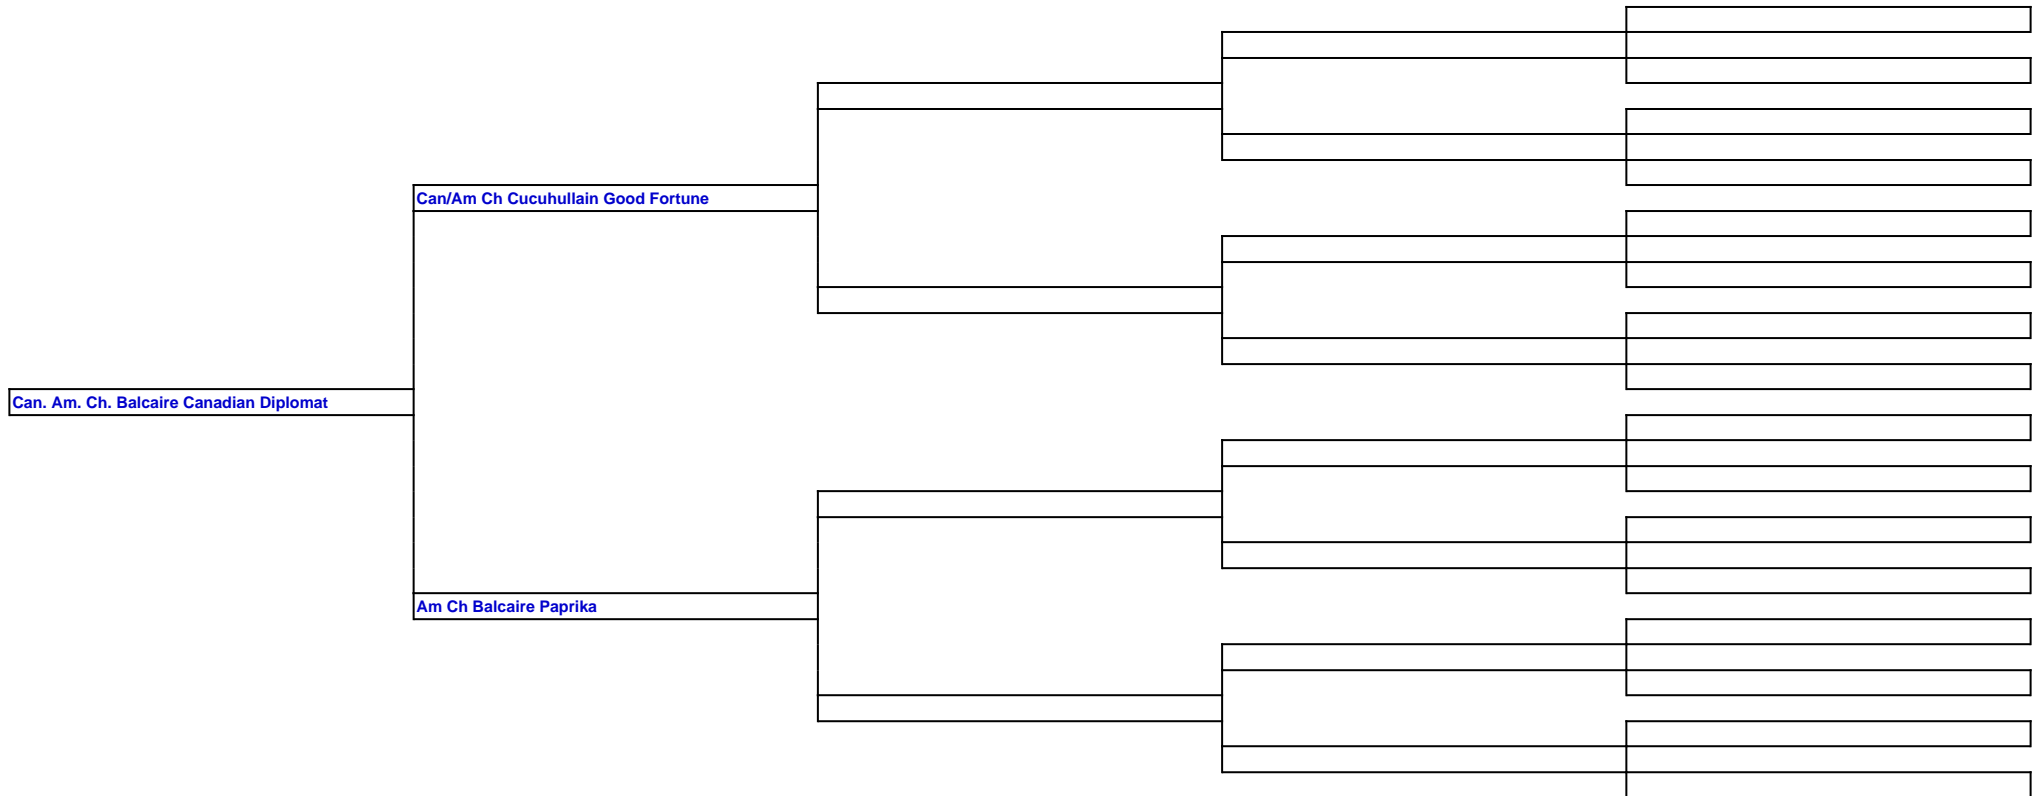 Can/Am Ch Cucuhullain Good Fortune
Can. Am. Ch. Balcaire Canadian Diplomat
Am Ch Balcaire Paprika